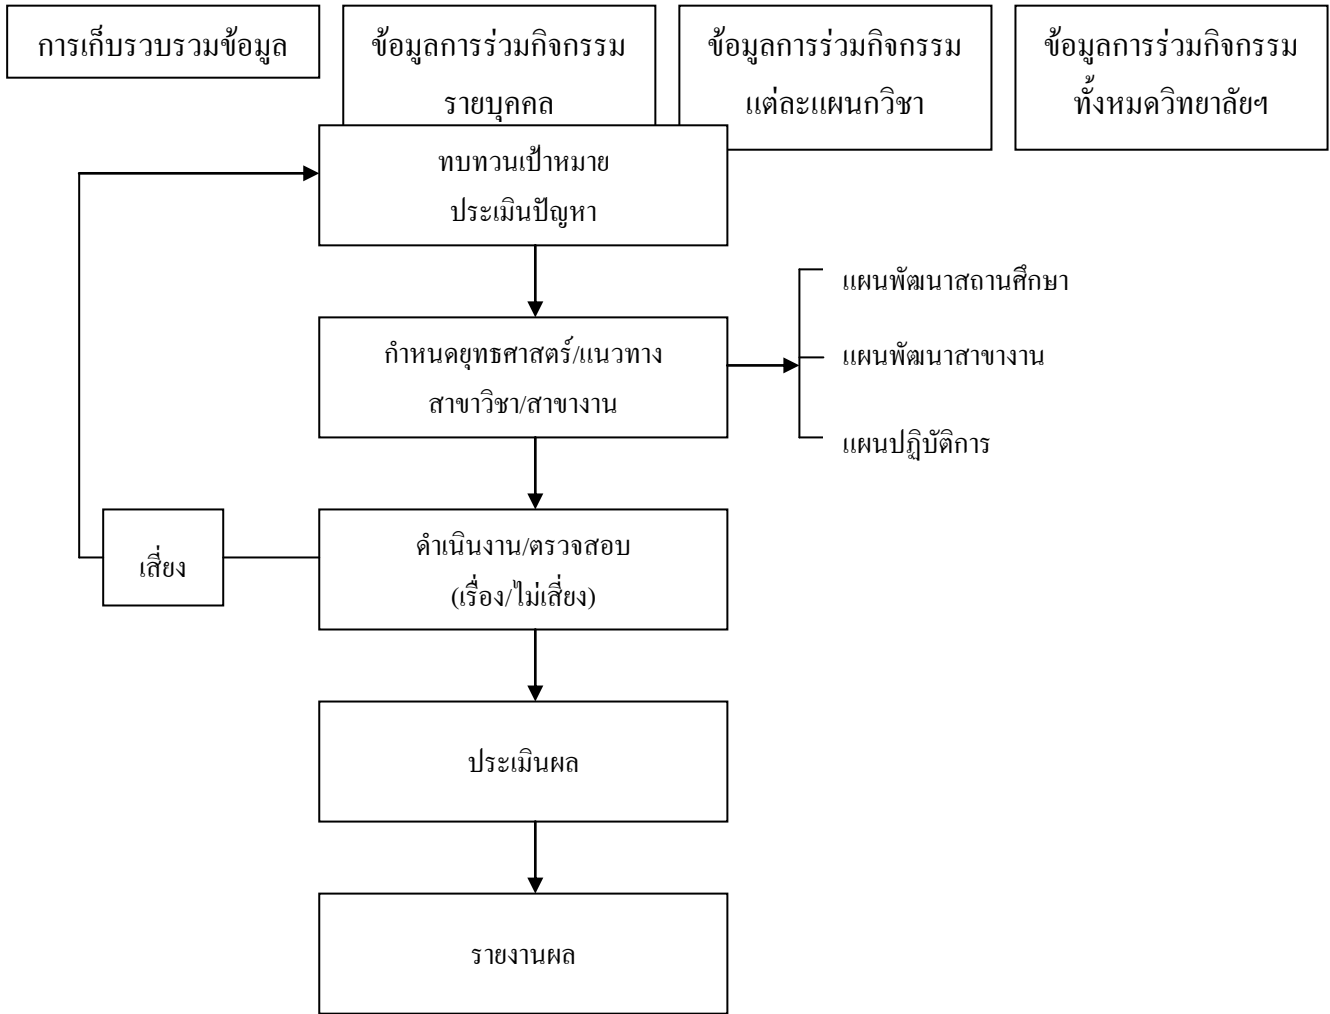 การเก็บรวบรวมข้อมูล
ข้อมูลการร่วมกิจกรรม
รายบุคคล
ข้อมูลการร่วมกิจกรรม
แต่ละแผนกวิชา
ข้อมูลการร่วมกิจกรรม
ทั้งหมดวิทยาลัยฯ
ทบทวนเป้าหมาย
ประเมินปัญหา
กำหนดยุทธศาสตร์/แนวทาง
สาขาวิชา/สาขางาน
แผนพัฒนาสถานศึกษา
แผนพัฒนาสาขางาน
แผนปฏิบัติการ
เสี่ยง
ดำเนินงาน/ตรวจสอบ
(เรื่อง/ไม่เสี่ยง)
ประเมินผล
รายงานผล